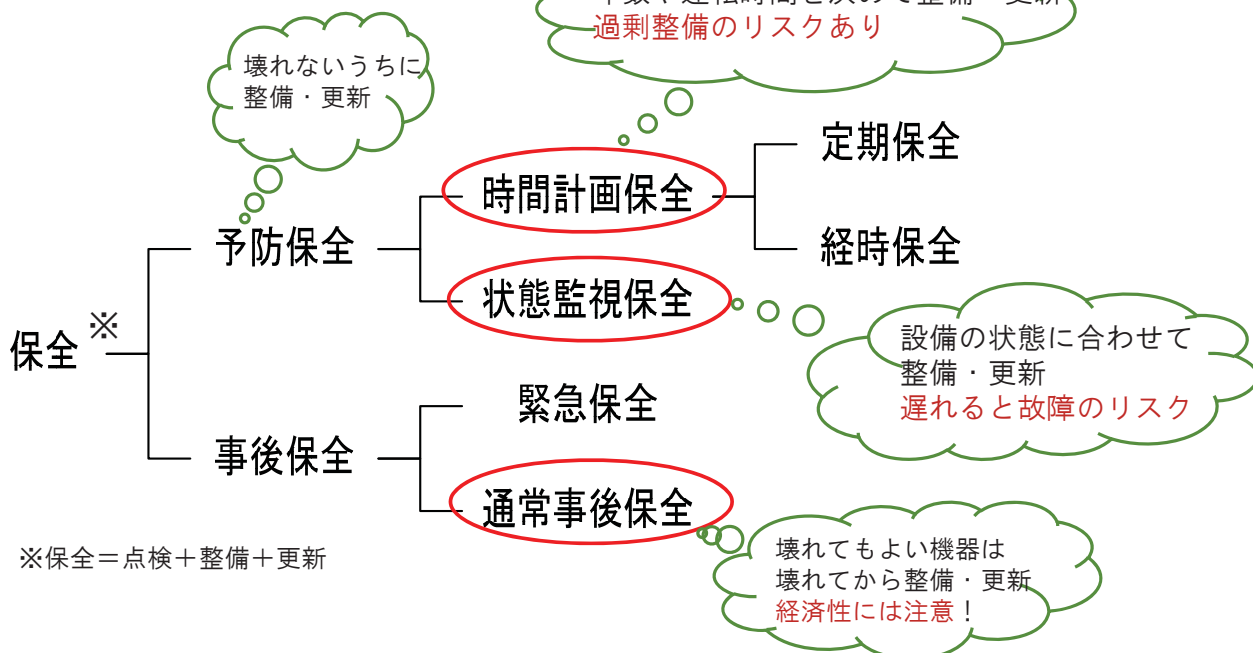 過剰整備のリスクあり
壊れないうちに
整備・更新
定期保全
時間計画保全
予防保全
経時保全
状態監視保全
保全※
設備の状態に合わせて
整備・更新
遅れると故障のリスク
緊急保全
事後保全
通常事後保全
※保全＝点検＋整備＋更新
壊れてもよい機器は
壊れてから整備・更新
経済性には注意！